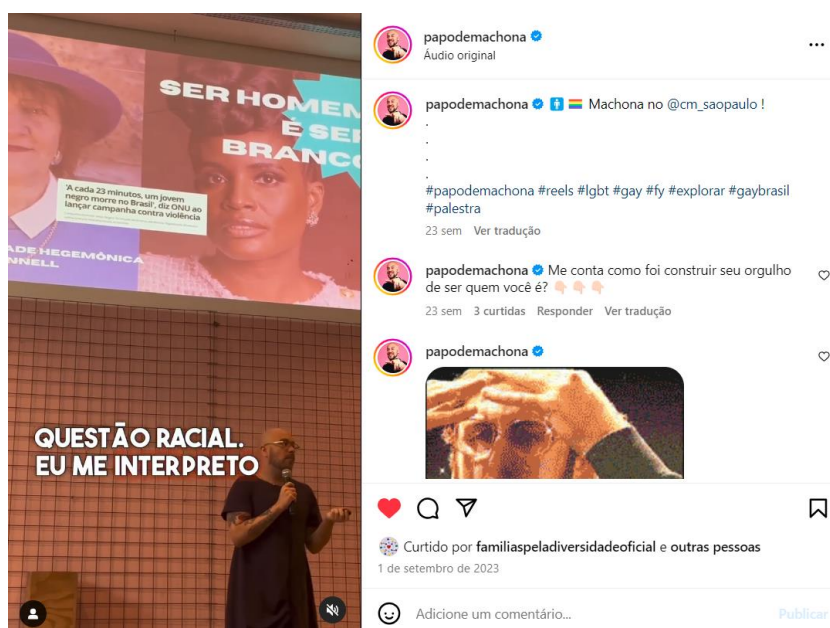 SER HOMEM
É SER
BRANCO
'A cada 23 minutos, um jovem
negro morre no Brasil', diz ONU ao
lançar campanha contra violência
ADE HEGEMÔNICA
NNELL
QUESTÃO RACIAL.
EU ME INTERPRETO
papodemachona
Áudio original
papodemachona 🚹 🏳️‍🌈 Machona no @cm_saopaulo !
.
.
.
.
#papodemachona #reels #lgbt #gay #fy #explorar #gaybrasil
#palestra
23 sem Ver tradução
papodemachona Me conta como foi construir seu orgulho
de ser quem você é? 👇🏻👇🏻👇🏻
23 sem 3 curtidas Responder Ver tradução
papodemachona
Curtido por familiaspeladiversidadeoficial e outras pessoas
1 de setembro de 2023
Adicione um comentário...
Publicar